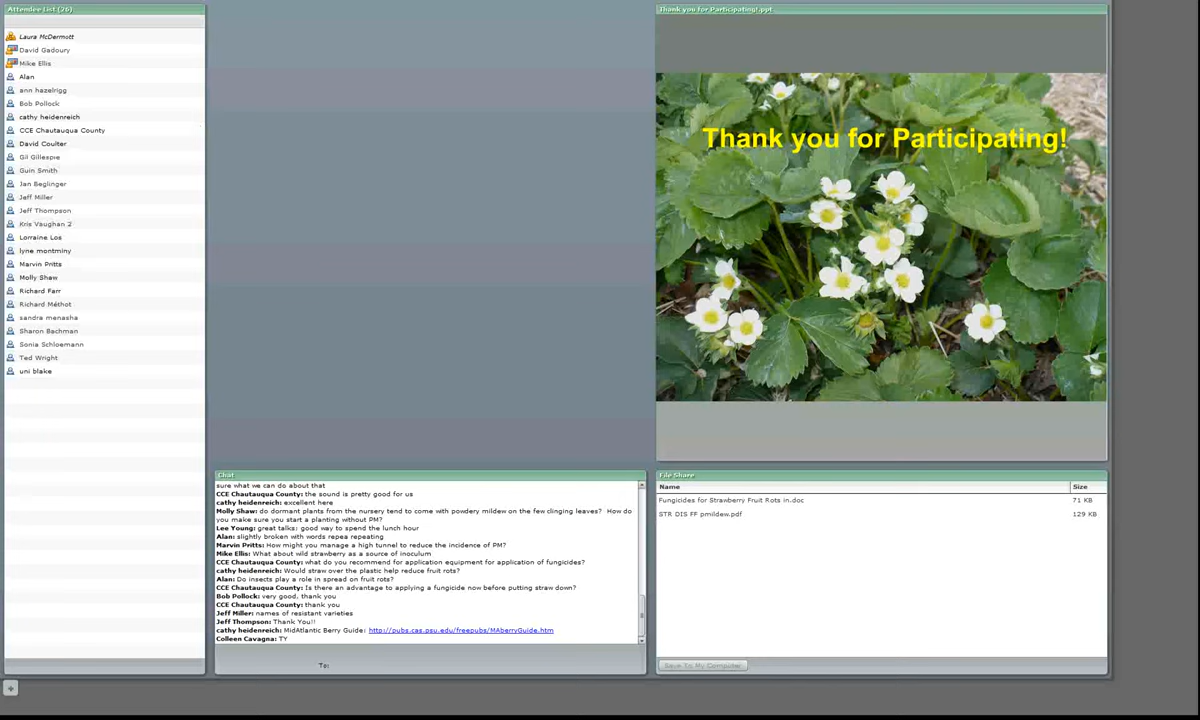 Attendee List (26)
Laura McDermott
David Gadoury
Mike Ellis
Alan
ann hazelrigg
Bob Pollock
cathy heidenreich
CCE Chautauqua County
David Coulter
Gil Gillespie
Guin Smith
Jan Beglinger
Jeff Miller
Jeff Thompson
Kris Vaughan 2
Lorraine Los
lyne montminy
Marvin Pritts
Molly Shaw
Richard Farr
Richard Méthot
sandra menasha
Sharon Bachman
Sonia Schloemann
Ted Wright
uni blake
Thank you for Participating!.ppt
Thank you for Participating!
Chat
sure what we can do about that
CCE Chautauqua County: the sound is pretty good for us
cathy heidenreich: excellent here
Molly Shaw: do dormant plants from the nursery tend to come with powdery mildew on the few clinging leaves? How do
you make sure you start a planting without PM?
Lee Young: great talks: good way to spend the lunch hour
Alan: slightly broken with words repea repeating
Marvin Pritts: How might you manage a high tunnel to reduce the incidence of PM?
Mike Ellis: What about wild strawberry as a source of inoculum
CCE Chautauqua County: what do you recommend for application equipment for application of fungicides?
cathy heidenreich: Would straw over the plastic help reduce fruit rots?
Alan: Do insects play a role in spread on fruit rots?
CCE Chautauqua County: Is there an advantage to applying a fungicide now before putting straw down?
Bob Pollock: very good, thank you
CCE Chautauqua County: thank you
Jeff Miller: names of resistant varieties
Jeff Thompson: Thank You!!
cathy heidenreich: MidAtlantic Berry Guide: http://pubs.cas.psu.edu/freepubs/MAberryGuide.htm
Colleen Cavagna: TY
To:
File Share
Name Size
Fungicides for Strawberry Fruit Rots in.doc 71 KB
STR DIS FF pmildew.pdf 129 KB
Save To My Computer